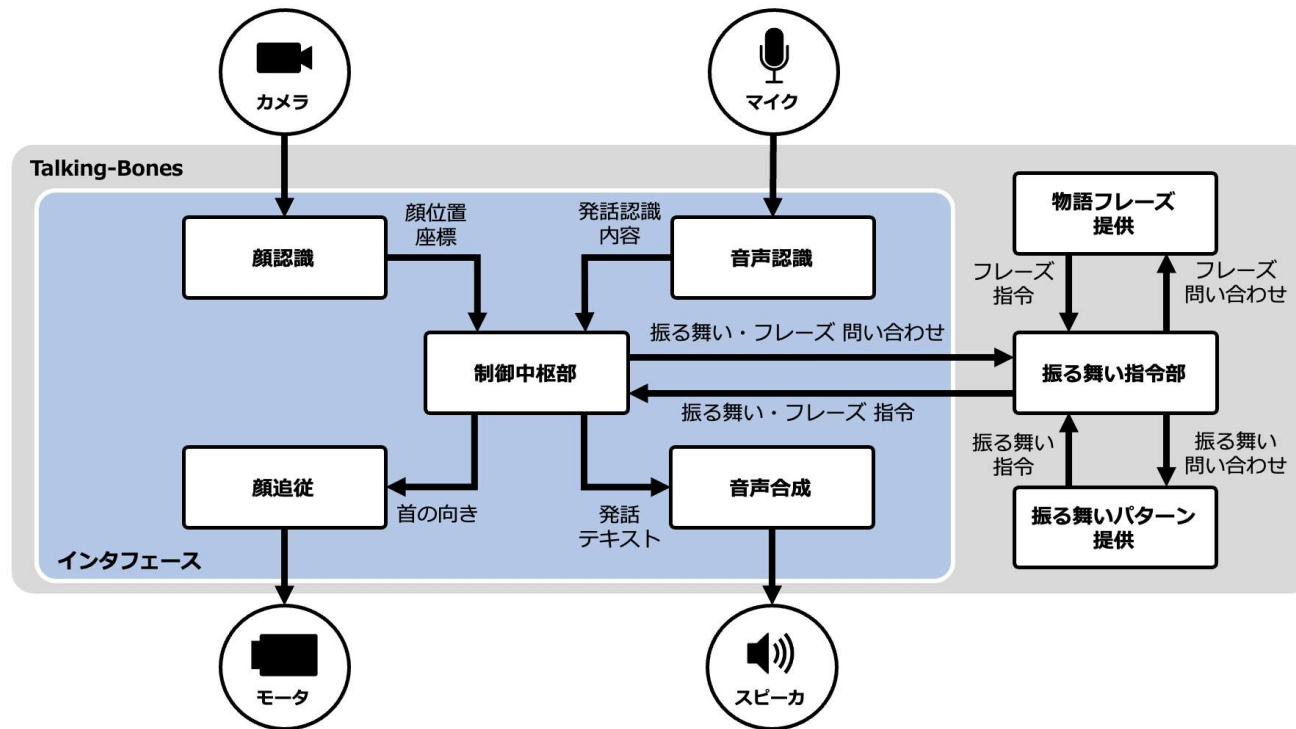 カメラ
マイク
Talking-Bones
顔認識
顔位置
座標
発話認識
内容
音声認識
物語フレーズ
提供
フレーズ
指令
フレーズ
問い合わせ
制御中枢部
振る舞い・フレーズ 問い合わせ
振る舞い・フレーズ 指令
振る舞い指令部
振る舞い
指令
振る舞い
問い合わせ
顔追従
首の向き
発話
テキスト
音声合成
振る舞いパターン
提供
インタフェース
モータ
スピーカ